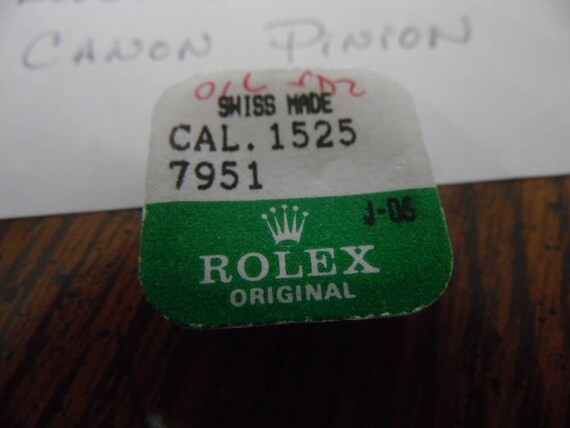 CANON PINION
SWISS MADE
CAL. 1525
7951
J-06
ROLEX
ORIGINAL